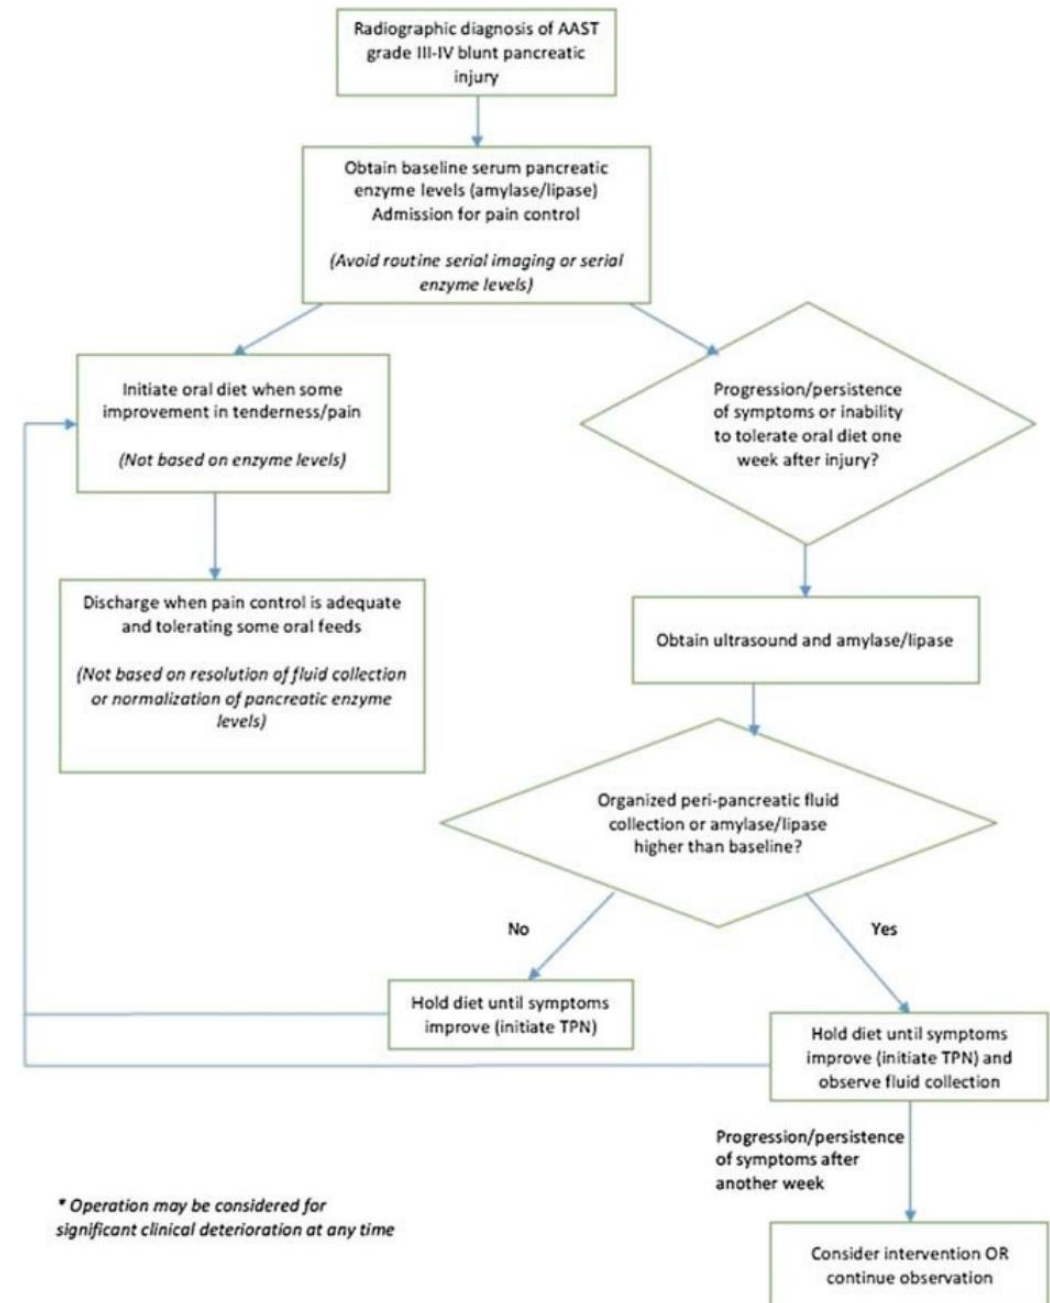 Radiographic diagnosis of AAST
grade III-IV blunt pancreatic
injury
Obtain baseline serum pancreatic
enzyme levels (amylase/lipase)
Admission for pain control
(Avoid routine serial imaging or serial
enzyme levels)
Initiate oral diet when some
improvement in tenderness/pain
(Not based on enzyme levels)
Progression/persistence
of symptoms or inability
to tolerate oral diet one
week after injury?
Discharge when pain control is adequate
and tolerating some oral feeds
(Not based on resolution of fluid collection
or normalization of pancreatic enzyme
levels)
Obtain ultrasound and amylase/lipase
Organized peri-pancreatic fluid
collection or amylase/lipase
higher than baseline?
No
Yes
Hold diet until symptoms
improve (initiate TPN)
Hold diet until symptoms
improve (initiate TPN) and
observe fluid collection
Progression/persistence
of symptoms after
another week
* Operation may be considered for
significant clinical deterioration at any time
Consider intervention OR
continue observation